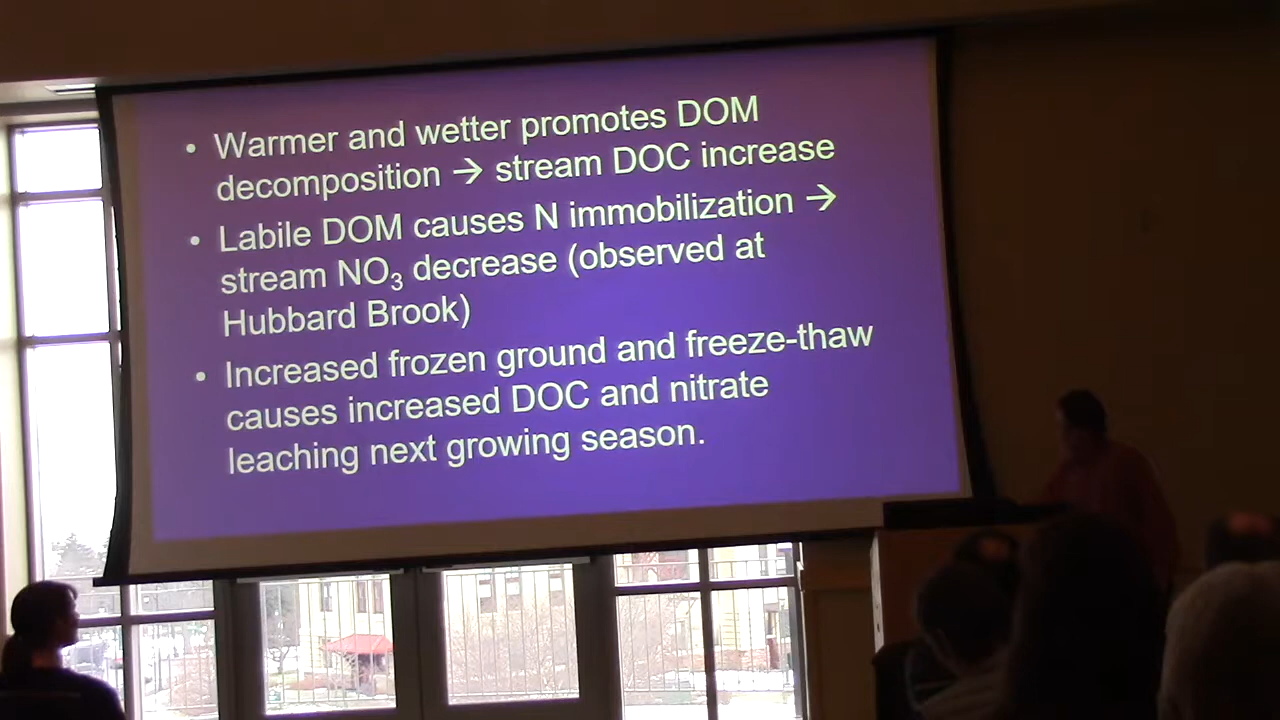 • Warmer and wetter promotes DOM
decomposition → stream DOC increase
• Labile DOM causes N immobilization →
stream NO₃ decrease (observed at
Hubbard Brook)
• Increased frozen ground and freeze-thaw
causes increased DOC and nitrate
leaching next growing season.